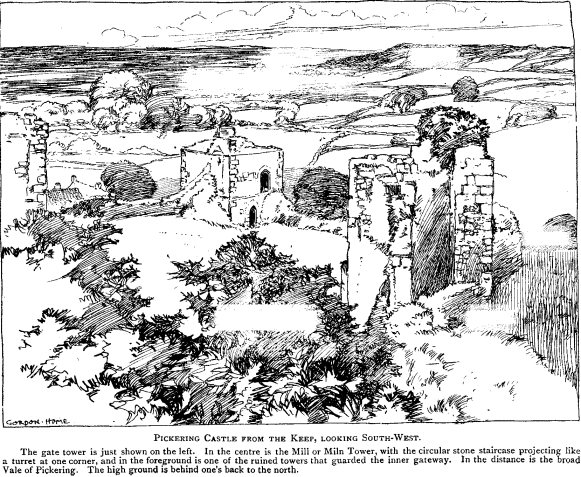 GORDON·HOME
PICKERING CASTLE FROM THE KEEP, LOOKING SOUTH-WEST.
The gate tower is just shown on the left. In the centre is the Mill or Miln Tower, with the circular stone staircase projecting like
a turret at one corner, and in the foreground is one of the ruined towers that guarded the inner gateway. In the distance is the broad
Vale of Pickering. The high ground is behind one's back to the north.